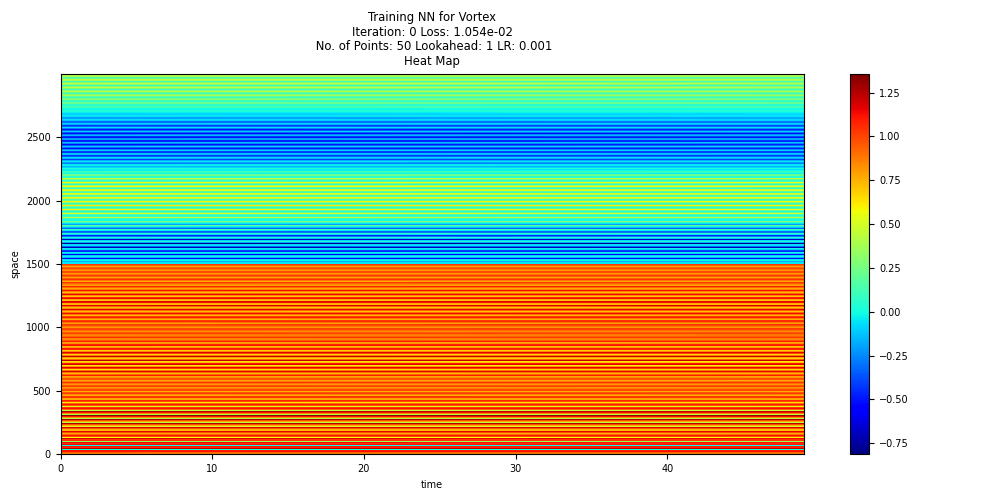 Training NN for Vortex
Iteration: 0 Loss: 1.054e-02
No. of Points: 50 Lookahead: 1 LR: 0.001
Heat Map
2500
2000
1500
1000
500
0
space
0 10 20 30 40
time
1.25
1.00
0.75
0.50
0.25
0.00
−0.25
−0.50
−0.75